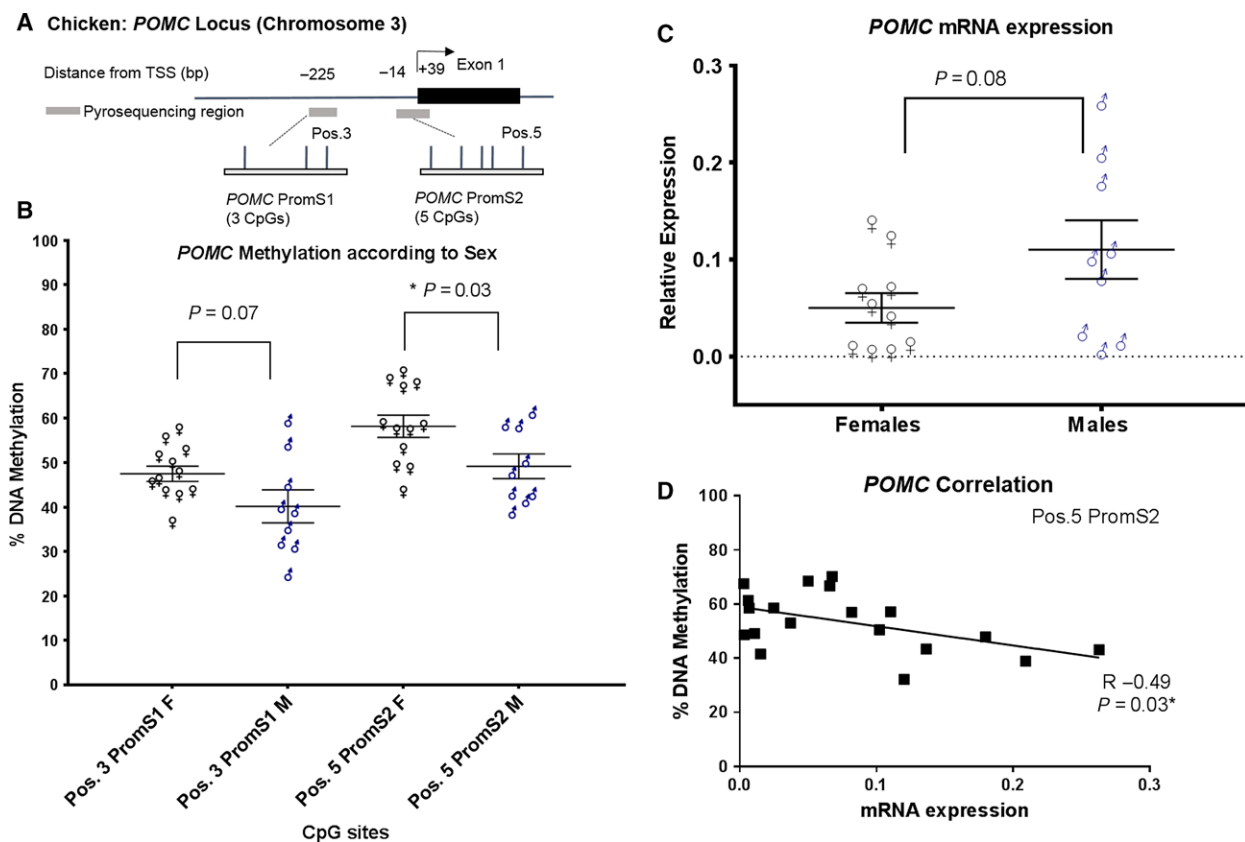 A Chicken: POMC Locus (Chromosome 3)
Distance from TSS (bp)
−225
−14
+39
Exon 1
Pyrosequencing region
Pos.3
Pos.5
POMC PromS1
(3 CpGs)
POMC PromS2
(5 CpGs)
B
POMC Methylation according to Sex
P = 0.07
* P = 0.03
% DNA Methylation
100
90
80
70
60
50
40
30
20
10
0
Pos. 3 PromS1 F
Pos. 3 PromS1 M
Pos. 5 PromS2 F
Pos. 5 PromS2 M
CpG sites
C
POMC mRNA expression
P = 0.08
Relative Expression
0.3
0.2
0.1
0.0
Females
Males
D
POMC Correlation
Pos.5 PromS2
% DNA Methylation
100
80
60
40
20
0
R −0.49
P = 0.03*
0.0
0.1
0.2
0.3
mRNA expression